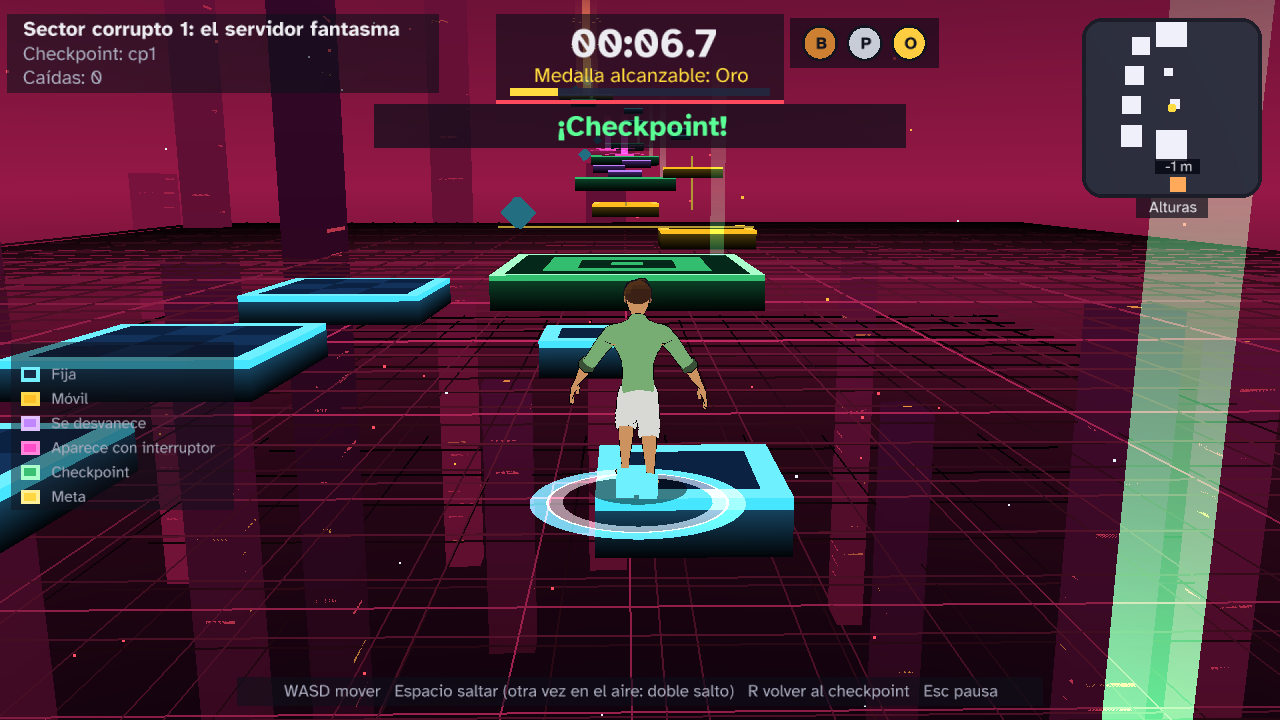 Sector corrupto 1: el servidor fantasma
Checkpoint: cp1
Caídas: 0
00:06.7
Medalla alcanzable: Oro
B P O
¡Checkpoint!
-1 m
Alturas
Fija
Móvil
Se desvanece
Aparece con interruptor
Checkpoint
Meta
WASD mover Espacio saltar (otra vez en el aire: doble salto) R volver al checkpoint Esc pausa